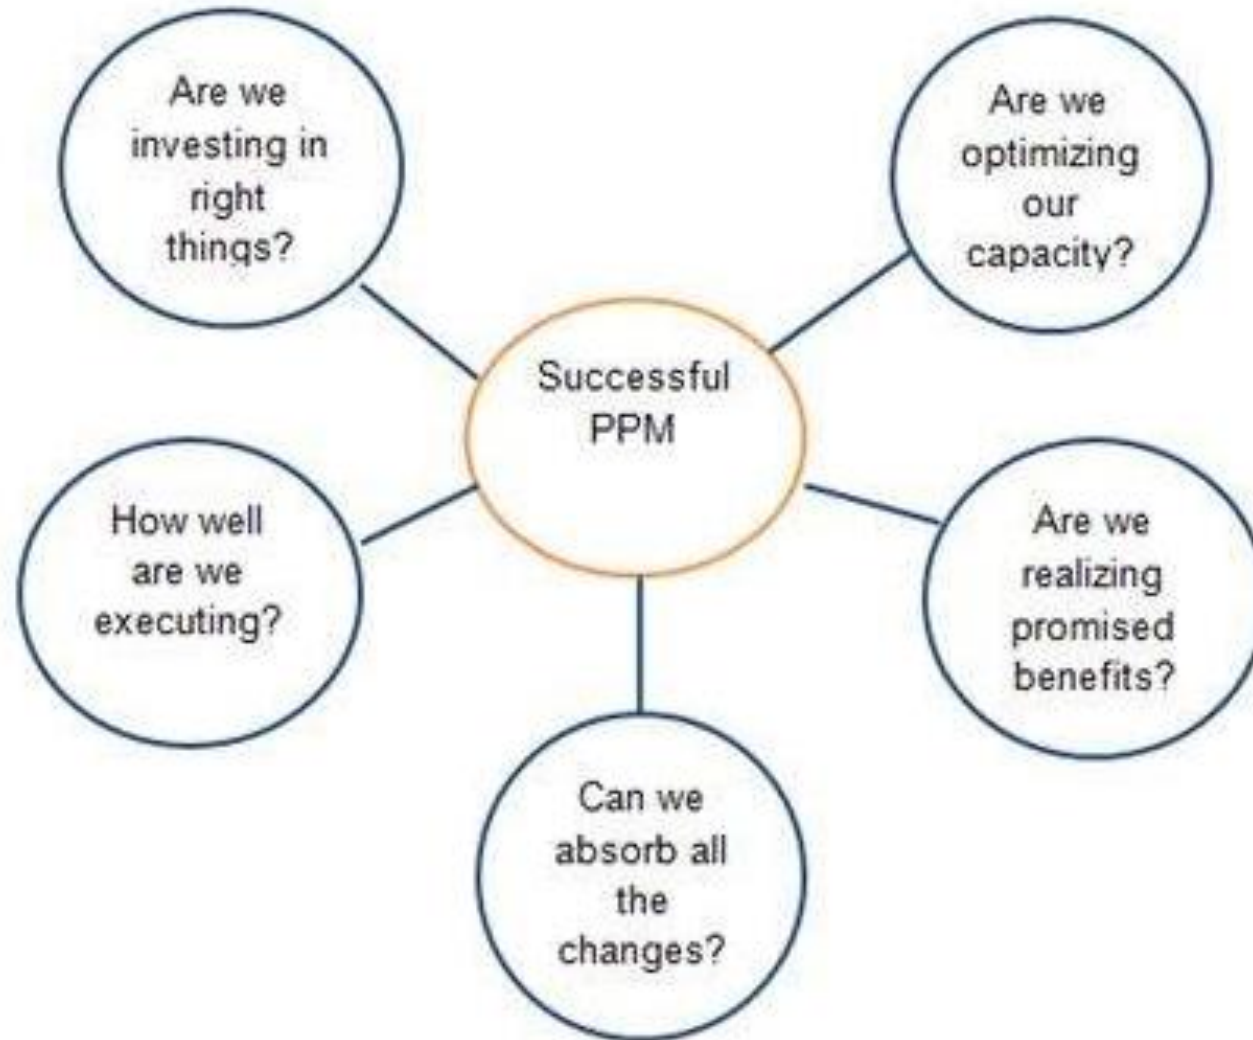 Are we
investing in
right
things?
Are we
optimizing
our
capacity?
Successful
PPM
How well
are we
executing?
Are we
realizing
promised
benefits?
Can we
absorb all
the
changes?